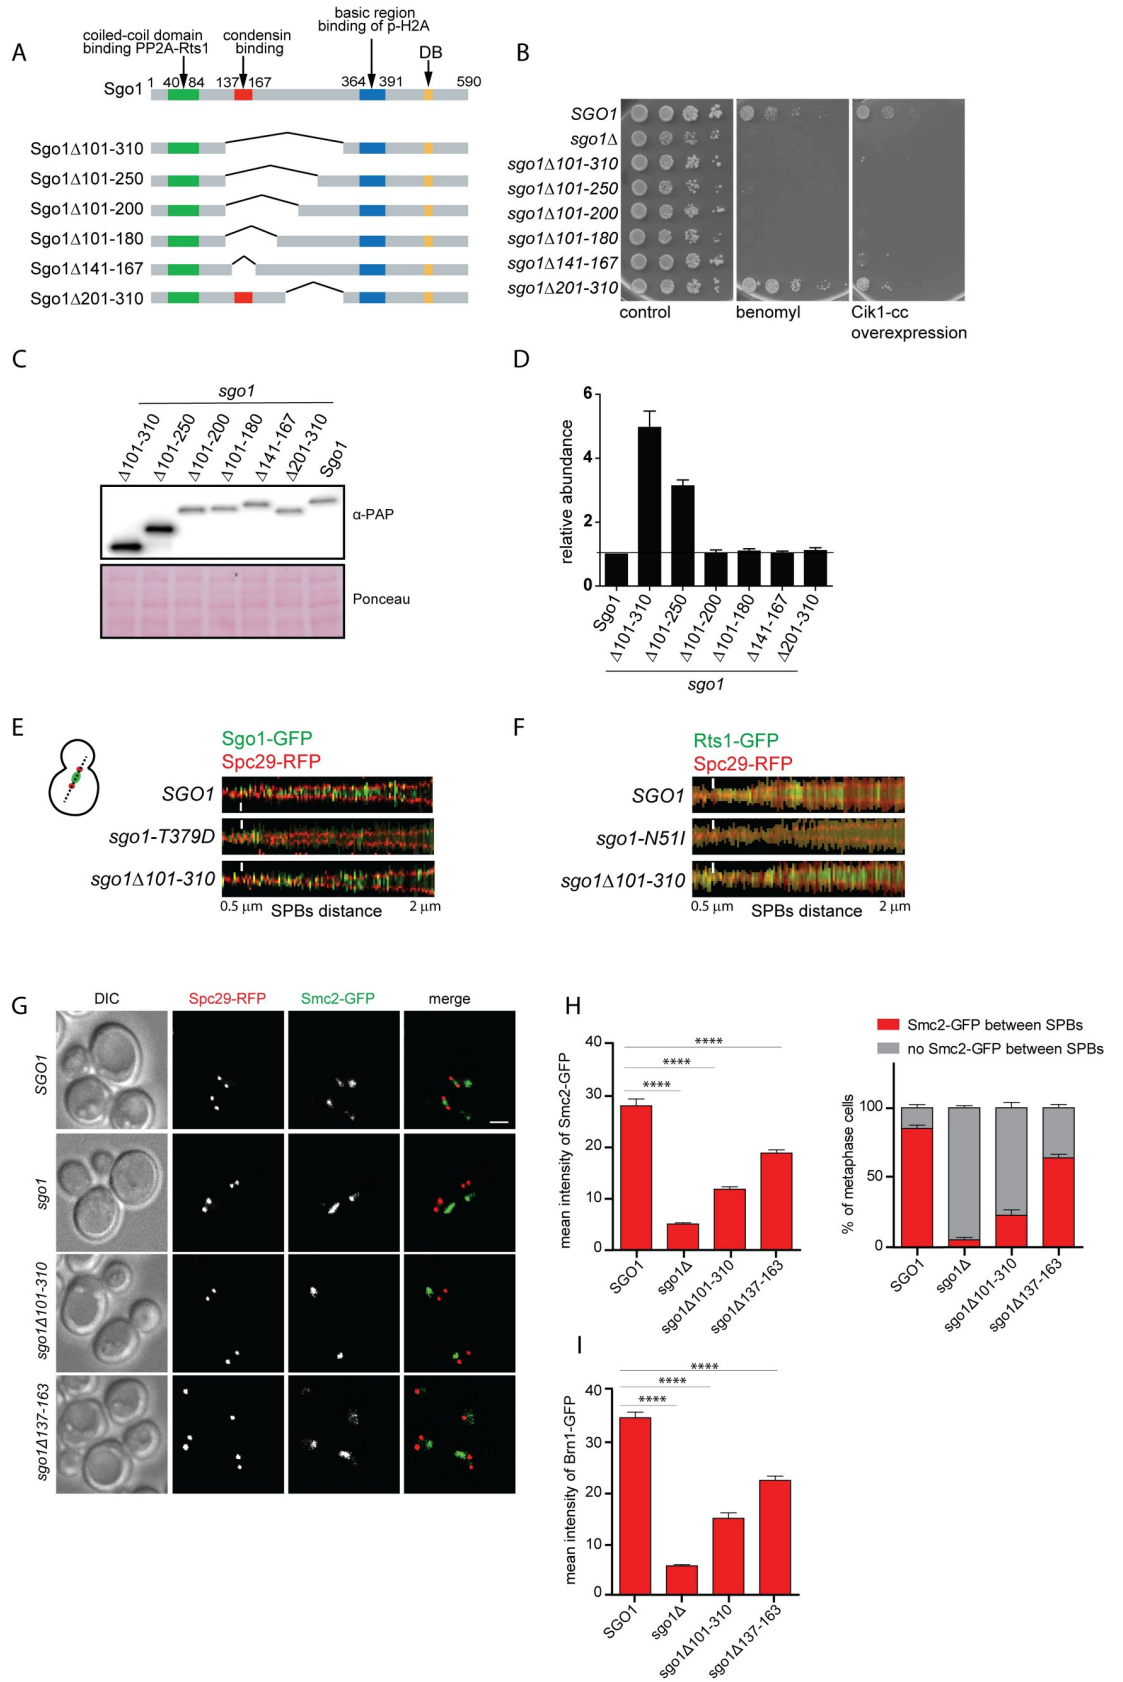 A
coiled-coil domain
binding PP2A-Rts1
condensin
binding
basic region
binding of p-H2A
DB
Sgo1
1 40 84 137 167 364 391 590
Sgo1Δ101-310
Sgo1Δ101-250
Sgo1Δ101-200
Sgo1Δ101-180
Sgo1Δ141-167
Sgo1Δ201-310
B
SGO1
sgo1Δ
sgo1Δ101-310
sgo1Δ101-250
sgo1Δ101-200
sgo1Δ101-180
sgo1Δ141-167
sgo1Δ201-310
control
benomyl
Cik1-cc
overexpression
C
sgo1
Δ101-310
Δ101-250
Δ101-200
Δ101-180
Δ141-167
Δ201-310
Sgo1
α-PAP
Ponceau
D
relative abundance
6
4
2
0
Sgo1
Δ101-310
Δ101-250
Δ101-200
Δ101-180
Δ141-167
Δ201-310
sgo1
E
Sgo1-GFP
Spc29-RFP
SGO1
sgo1-T379D
sgo1Δ101-310
0.5 µm SPBs distance 2 µm
F
Rts1-GFP
Spc29-RFP
SGO1
sgo1-N51I
sgo1Δ101-310
0.5 µm SPBs distance 2 µm
G
DIC Spc29-RFP Smc2-GFP merge
SGO1
sgo1
sgo1Δ101-310
sgo1Δ137-163
H
mean intensity of Smc2-GFP
40
30
20
10
0
****
****
****
SGO1
sgo1Δ
sgo1Δ101-310
sgo1Δ137-163
Smc2-GFP between SPBs
no Smc2-GFP between SPBs
% of metaphase cells
100
50
0
SGO1
sgo1Δ
sgo1Δ101-310
sgo1Δ137-163
I
mean intensity of Brn1-GFP
40
30
20
10
0
****
****
****
SGO1
sgo1Δ
sgo1Δ101-310
sgo1Δ137-163